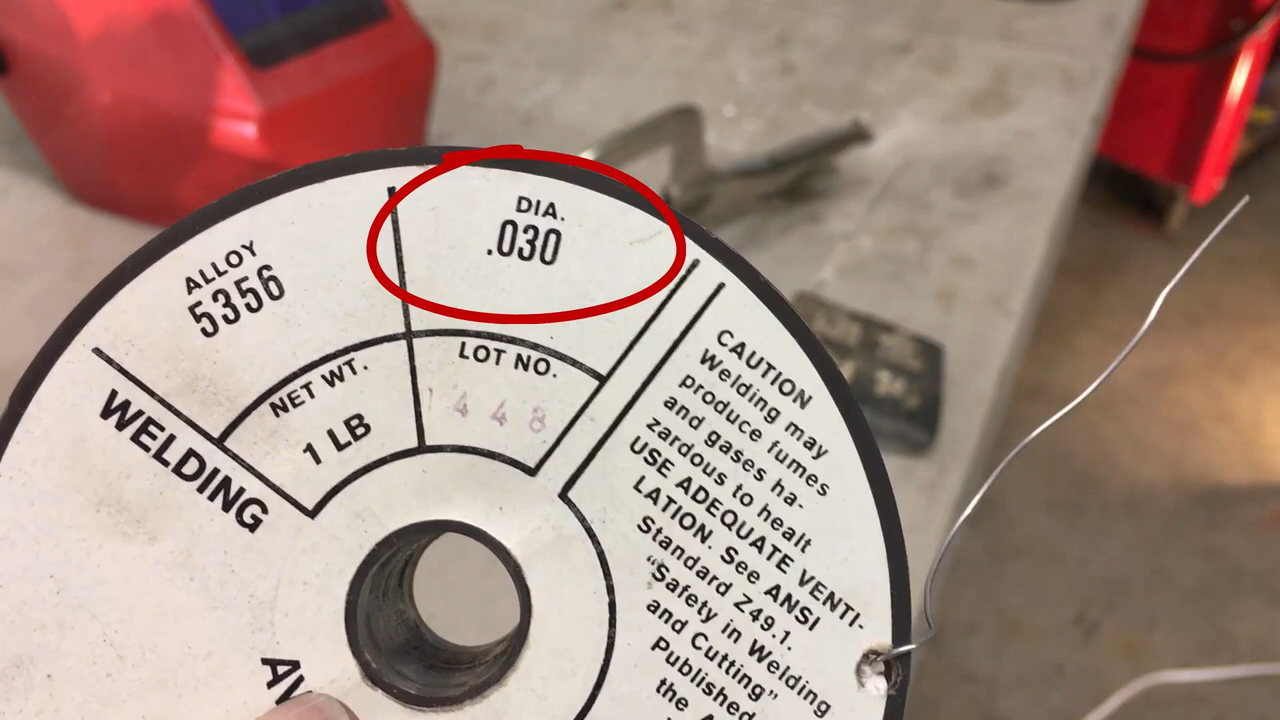 ALLOY
5356
DIA.
.030
NET WT.
1 LB
LOT NO.
1448
WELDING
CAUTION
Welding may
produce fumes
and gases ha-
zardous to healt
USE ADEQUATE VENTI-
LATION. See ANSI
Standard Z49.1.
“Safety in Welding
and Cutting”
Published
the